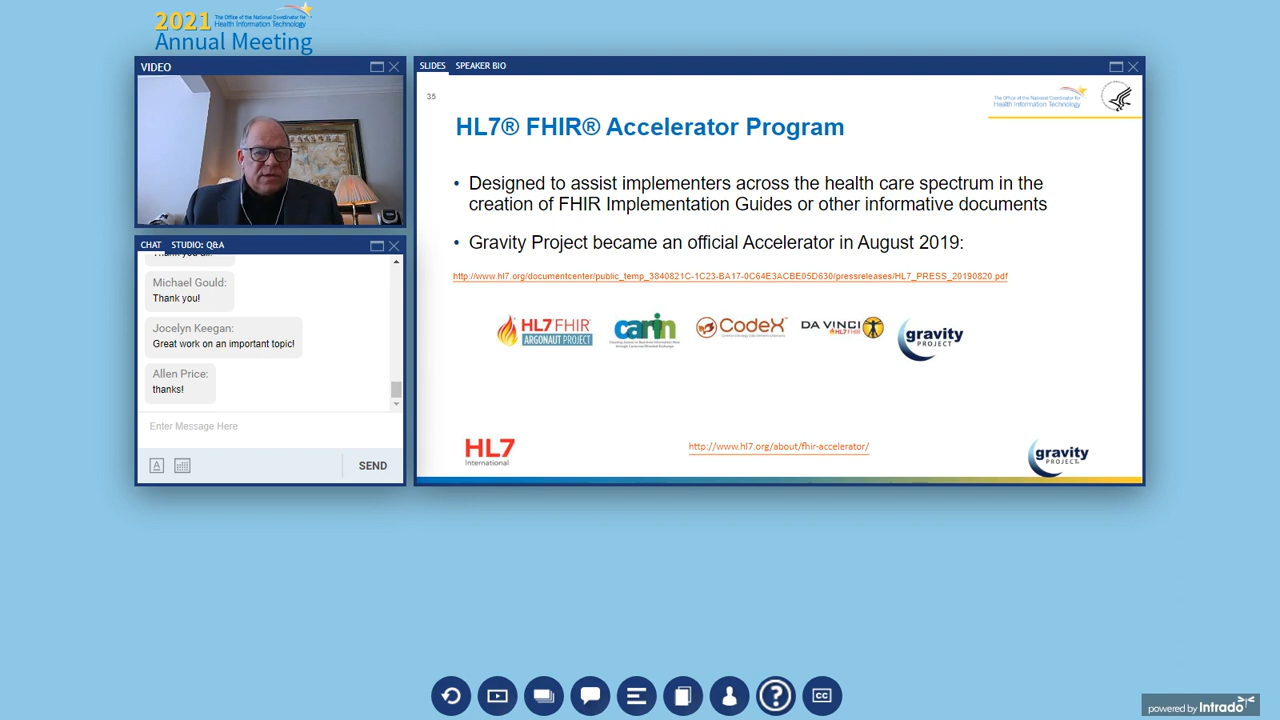 2021 The Office of the National Coordinator for
Health Information Technology
Annual Meeting
VIDEO
SLIDES SPEAKER BIO
35
The Office of the National Coordinator for
Health Information Technology
HL7® FHIR® Accelerator Program
• Designed to assist implementers across the health care spectrum in the
creation of FHIR Implementation Guides or other informative documents
• Gravity Project became an official Accelerator in August 2019:
http://www.hl7.org/documentcenter/public_temp_3840821C-1C23-BA17-0C64E3ACBE05D630/pressreleases/HL7_PRESS_20190820.pdf
HL7 FHIR®
ARGONAUT PROJECT
carin
CodeX™
DA VINCI
HL7 FHIR
gravity
PROJECT
HL7
International
http://www.hl7.org/about/fhir-accelerator/
gravity
PROJECT
CHAT STUDIO: Q&A
Michael Gould:
Thank you!
Jocelyn Keegan:
Great work on an important topic!
Allen Price:
thanks!
Enter Message Here
A
SEND
?
CC
powered by Intrado